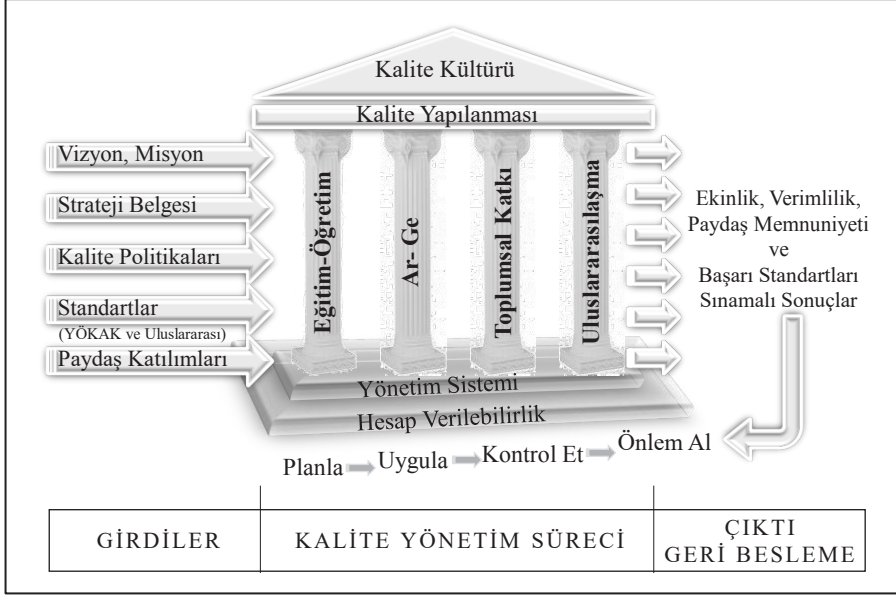 Kalite Kültürü
Kalite Yapılanması
Vizyon, Misyon
Strateji Belgesi
Kalite Politikaları
Standartlar
(YÖKAK ve Uluslararası)
Paydaş Katılımları
Eğitim-Öğretim
Ar- Ge
Toplumsal Katkı
Uluslararasılaşma
Ekinlik, Verimlilik,
Paydaş Memnuniyeti
ve
Başarı Standartları
Sınamalı Sonuçlar
Yönetim Sistemi
Hesap Verilebilirlik
Planla Uygula Kontrol Et Önlem Al
GİRDİLER
KALİTE YÖNETİM SÜRECİ
ÇIKTI
GERİ BESLEME